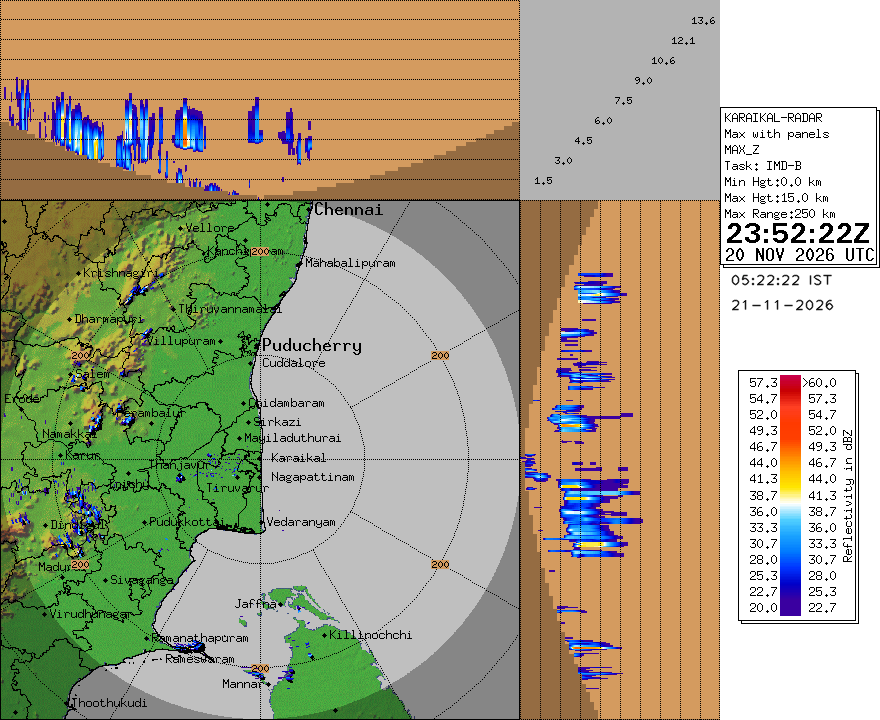 13.6
12.1
10.6
9.0
7.5
6.0
4.5
3.0
1.5
KARAIKAL-RADAR
Max with panels
MAX_Z
Task: IMD-B
Min Hgt:0.0 km
Max Hgt:15.0 km
Max Range:250 km
23:52:22Z
20 NOV 2026 UTC
05:22:22 IST
21-11-2026
Chennai
Vellore
200
Mahabalipuram
Krishnagiri
Thiruvannamalai
Dharmapuri
Villupuram
Puducherry
200
200
Cuddalore
Salem
Erode
Cuidambaram
Perambalur
Sirkazi
Namakkal
Mayiladuthurai
Karur
Karaikal
Thanjavur
Nagapattinam
Tiruvarur
Pudukkottai
Vedaranyam
Madurai
200
200
Sivaganga
Jaffna
Virudhunagar
Killinochchi
Ramanathapuram
Rameswaram
200
Mannar
Thoothukudi
57.3 >60.0
54.7 57.3
52.0 54.7
49.3 52.0
46.7 49.3
44.0 46.7
41.3 44.0
38.7 41.3
36.0 38.7
33.3 36.0
30.7 33.3
28.0 30.7
25.3 28.0
22.7 25.3
20.0 22.7
Reflectivity in dBZ